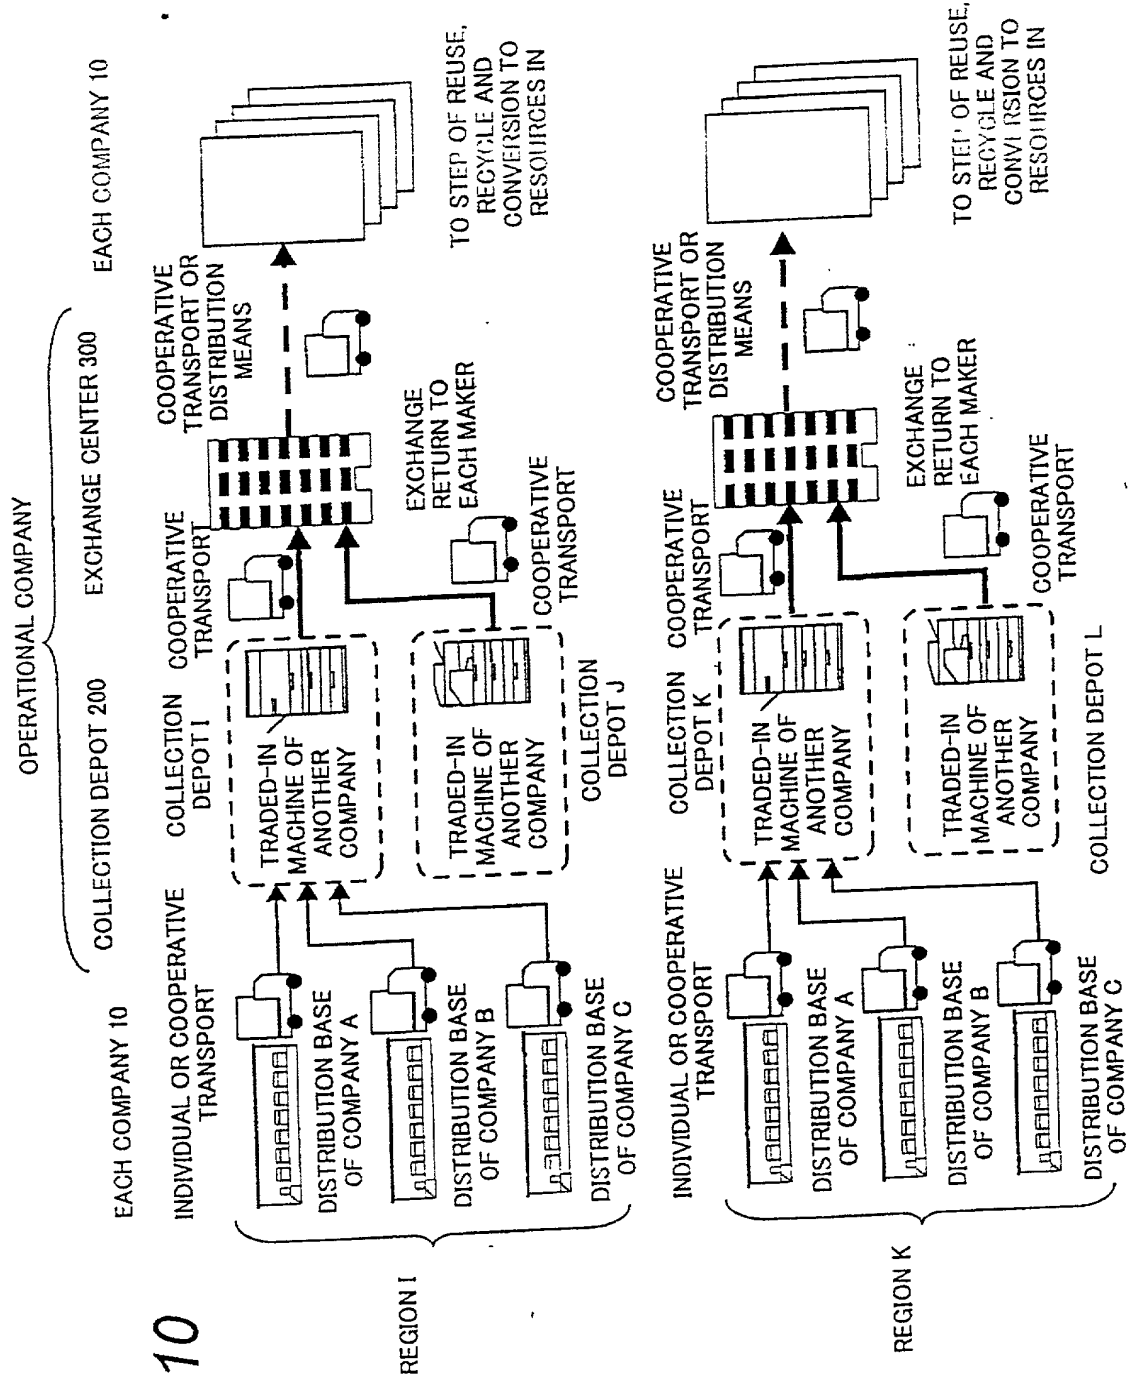 10
OPERATIONAL COMPANY
EACH COMPANY 10
COLLECTION DEPOT 200
EXCHANGE CENTER 300
EACH COMPANY 10
INDIVIDUAL OR COOPERATIVE
TRANSPORT
COLLECTION
DEPOT I
COOPERATIVE
TRANSPORT
COOPERATIVE
TRANSPORT OR
DISTRIBUTION
MEANS
REGION I
DISTRIBUTION BASE
OF COMPANY A
DISTRIBUTION BASE
OF COMPANY B
DISTRIBUTION BASE
OF COMPANY C
TRADED-IN
MACHINE OF
ANOTHER
COMPANY
TRADED-IN
MACHINE OF
ANOTHER
COMPANY
COLLECTION
DEPOT J
COOPERATIVE
TRANSPORT
EXCHANGE
RETURN TO
EACH MAKER
TO STEP OF REUSE,
RECYCLE AND
CONVERSION TO
RESOURCES IN
INDIVIDUAL OR COOPERATIVE
TRANSPORT
COLLECTION
DEPOT K
COOPERATIVE
TRANSPORT
COOPERATIVE
TRANSPORT OR
DISTRIBUTION
MEANS
REGION K
DISTRIBUTION BASE
OF COMPANY A
DISTRIBUTION BASE
OF COMPANY B
DISTRIBUTION BASE
OF COMPANY C
TRADED-IN
MACHINE OF
ANOTHER
COMPANY
TRADED-IN
MACHINE OF
ANOTHER
COMPANY
COLLECTION DEPOT L
COOPERATIVE
TRANSPORT
EXCHANGE
RETURN TO
EACH MAKER
TO STEP OF REUSE,
RECYCLE AND
CONVERSION TO
RESOURCES IN